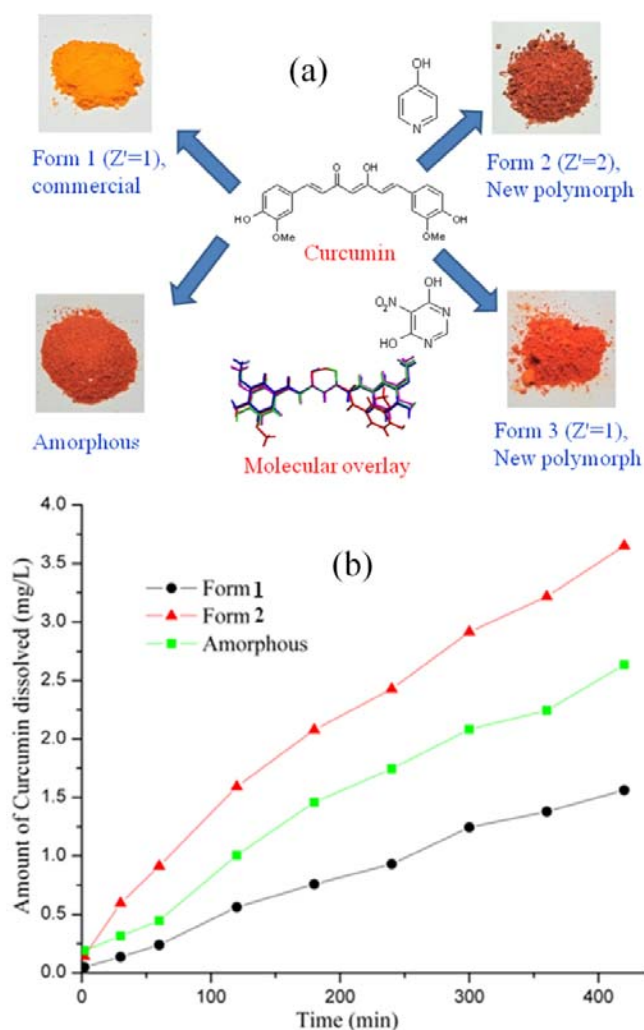 (a)
Form 1 (Z'=1),
commercial
OH
N
Form 2 (Z'=2),
New polymorph
O
OH
HO
OMe
OMe
OH
Curcumin
OH
O₂N
N
HO
N
Amorphous
Molecular overlay
Form 3 (Z'=1),
New polymorph
(b)
Form 1
Form 2
Amorphous
Amount of Curcumin dissolved (mg/L)
4.0
3.5
3.0
2.5
2.0
1.5
1.0
0.5
0.0
0
100
200
300
400
Time (min)